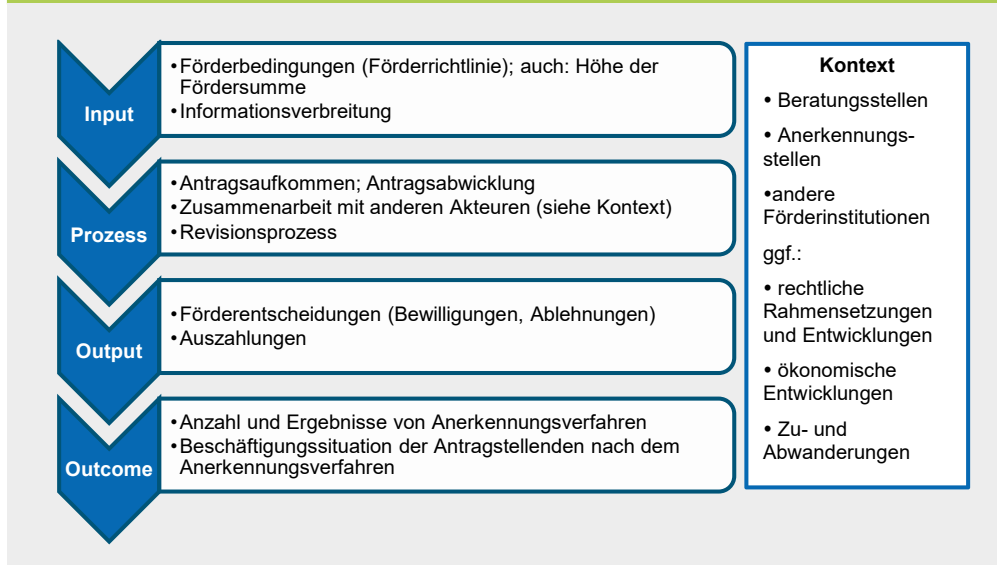 Input
•Förderbedingungen (Förderrichtlinie); auch: Höhe der
Fördersumme
•Informationsverbreitung
Prozess
•Antragsaufkommen; Antragsabwicklung
•Zusammenarbeit mit anderen Akteuren (siehe Kontext)
•Revisionsprozess
Output
•Förderentscheidungen (Bewilligungen, Ablehnungen)
•Auszahlungen
Outcome
•Anzahl und Ergebnisse von Anerkennungsverfahren
•Beschäftigungssituation der Antragstellenden nach dem
Anerkennungsverfahren
Kontext
• Beratungsstellen
• Anerkennungs-
stellen
•andere
Förderinstitutionen
ggf.:
• rechtliche
Rahmensetzungen
und Entwicklungen
• ökonomische
Entwicklungen
• Zu- und
Abwanderungen